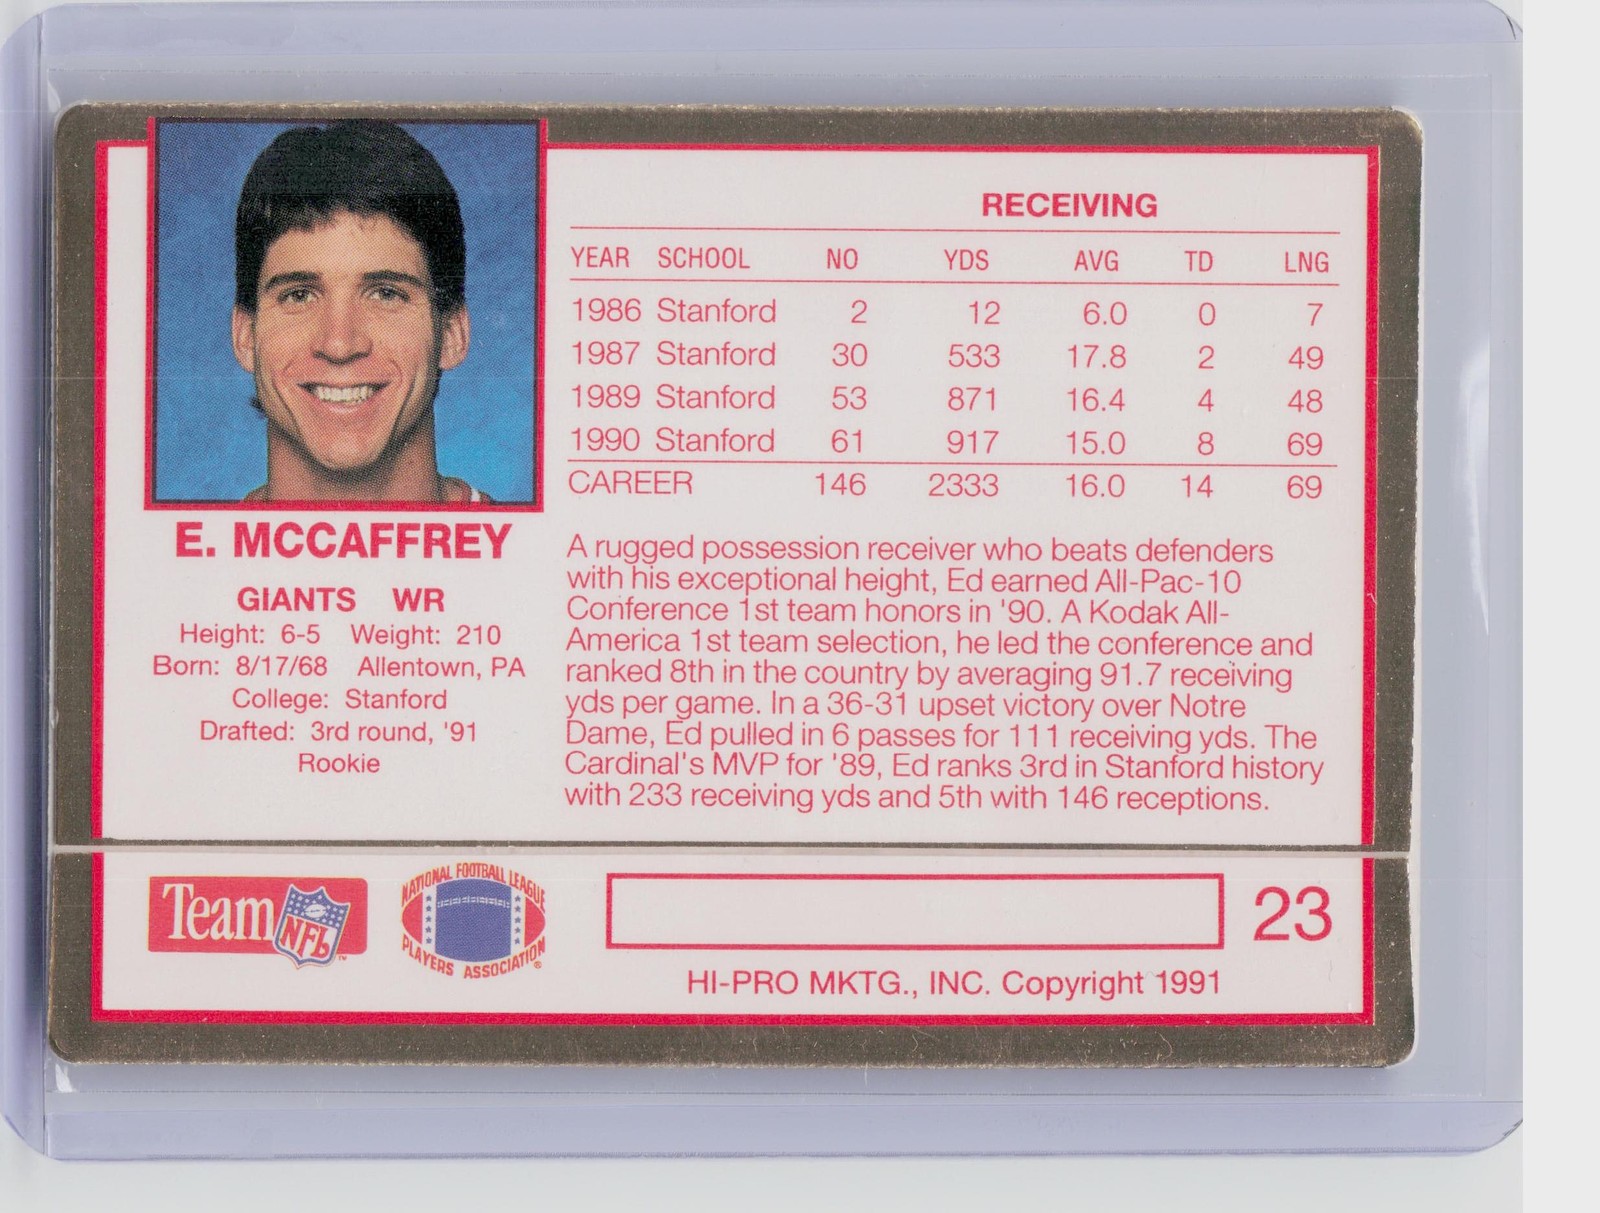 RECEIVING
YEAR SCHOOL NO YDS AVG TD LNG
1986 Stanford 2 12 6.0 0 7
1987 Stanford 30 533 17.8 2 49
1989 Stanford 53 871 16.4 4 48
1990 Stanford 61 917 15.0 8 69
CAREER 146 2333 16.0 14 69
E. MCCAFFREY
GIANTS WR
Height: 6-5 Weight: 210
Born: 8/17/68 Allentown, PA
College: Stanford
Drafted: 3rd round, '91
Rookie
A rugged possession receiver who beats defenders
with his exceptional height, Ed earned All-Pac-10
Conference 1st team honors in '90. A Kodak All-
America 1st team selection, he led the conference and
ranked 8th in the country by averaging 91.7 receiving
yds per game. In a 36-31 upset victory over Notre
Dame, Ed pulled in 6 passes for 111 receiving yds. The
Cardinal's MVP for '89, Ed ranks 3rd in Stanford history
with 233 receiving yds and 5th with 146 receptions.
Team NFL TM
NATIONAL FOOTBALL LEAGUE
PLAYERS ASSOCIATION ®
23
HI-PRO MKTG., INC. Copyright 1991